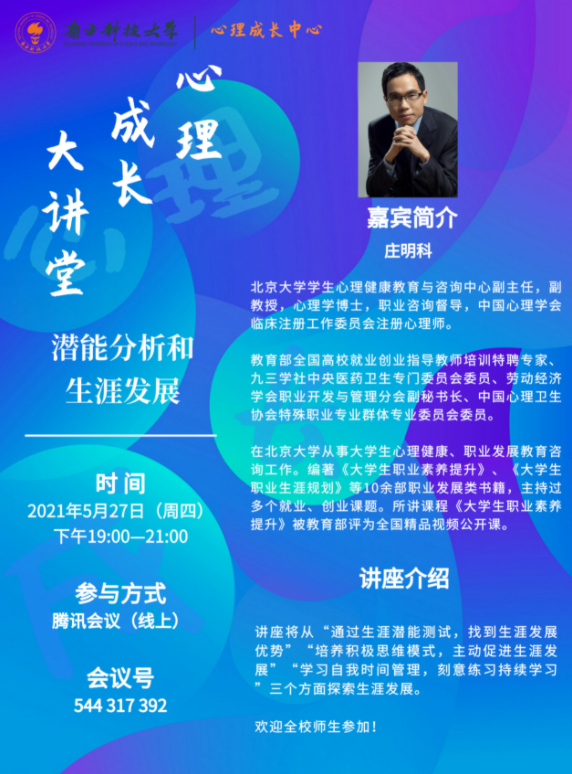 南方科技大学
心理成长中心
心理
成长
大讲堂
潜能分析和
生涯发展
时 间
2021年5月27日（周四）
下午19:00—21:00
参与方式
腾讯会议（线上）
会议号
544 317 392
嘉宾简介
庄明科
北京大学学生心理健康教育与咨询中心副主任，副
教授，心理学博士，职业咨询督导，中国心理学会
临床注册工作委员会注册心理师。
教育部全国高校就业创业指导教师培训特聘专家、
九三学社中央医药卫生专门委员会委员、劳动经济
学会职业开发与管理分会副秘书长、中国心理卫生
协会特殊职业专业群体专业委员会委员。
在北京大学从事大学生心理健康、职业发展教育咨
询工作。编著《大学生职业素养提升》、《大学生
职业生涯规划》等10余部职业发展类书籍，主持过
多个就业、创业课题。所讲课程《大学生职业素养
提升》被教育部评为全国精品视频公开课。
讲座介绍
讲座将从“通过生涯潜能测试，找到生涯发展
优势”“培养积极思维模式，主动促进生涯发
展”“学习自我时间管理，刻意练习持续学习
”三个方面探索生涯发展。
欢迎全校师生参加！